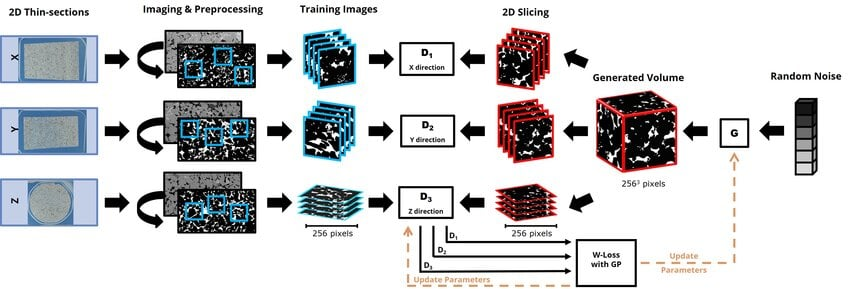 2D Thin-sections
Imaging & Preprocessing
Training Images
2D Slicing
Generated Volume
Random Noise
X
D1
X direction
Y
D2
Y direction
G
256³ pixels
Z
D3
Z direction
256 pixels
256 pixels
D1
D2
D3
W-Loss
with GP
Update
Parameters
Update Parameters